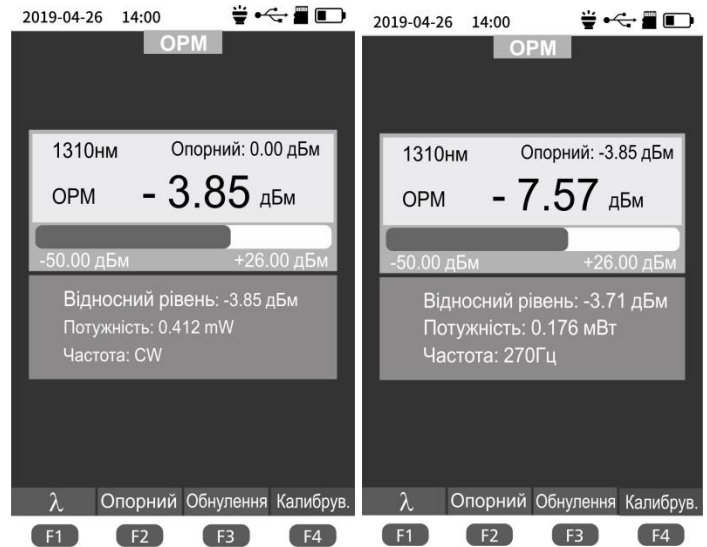 2019-04-26 14:00
OPM
1310нм Опорний: 0.00 дБм
OPM - 3.85 дБм
-50.00 дБм +26.00 дБм
Відносний рівень: -3.85 дБм
Потужність: 0.412 mW
Частота: CW
λ Опорний Обнулення Калибрув.
F1 F2 F3 F4
2019-04-26 14:00
OPM
1310нм Опорний: -3.85 дБм
OPM - 7.57 дБм
-50.00 дБм +26.00 дБм
Відносний рівень: -3.71 дБм
Потужність: 0.176 мВт
Частота: 270Гц
λ Опорний Обнулення Калибрув.
F1 F2 F3 F4